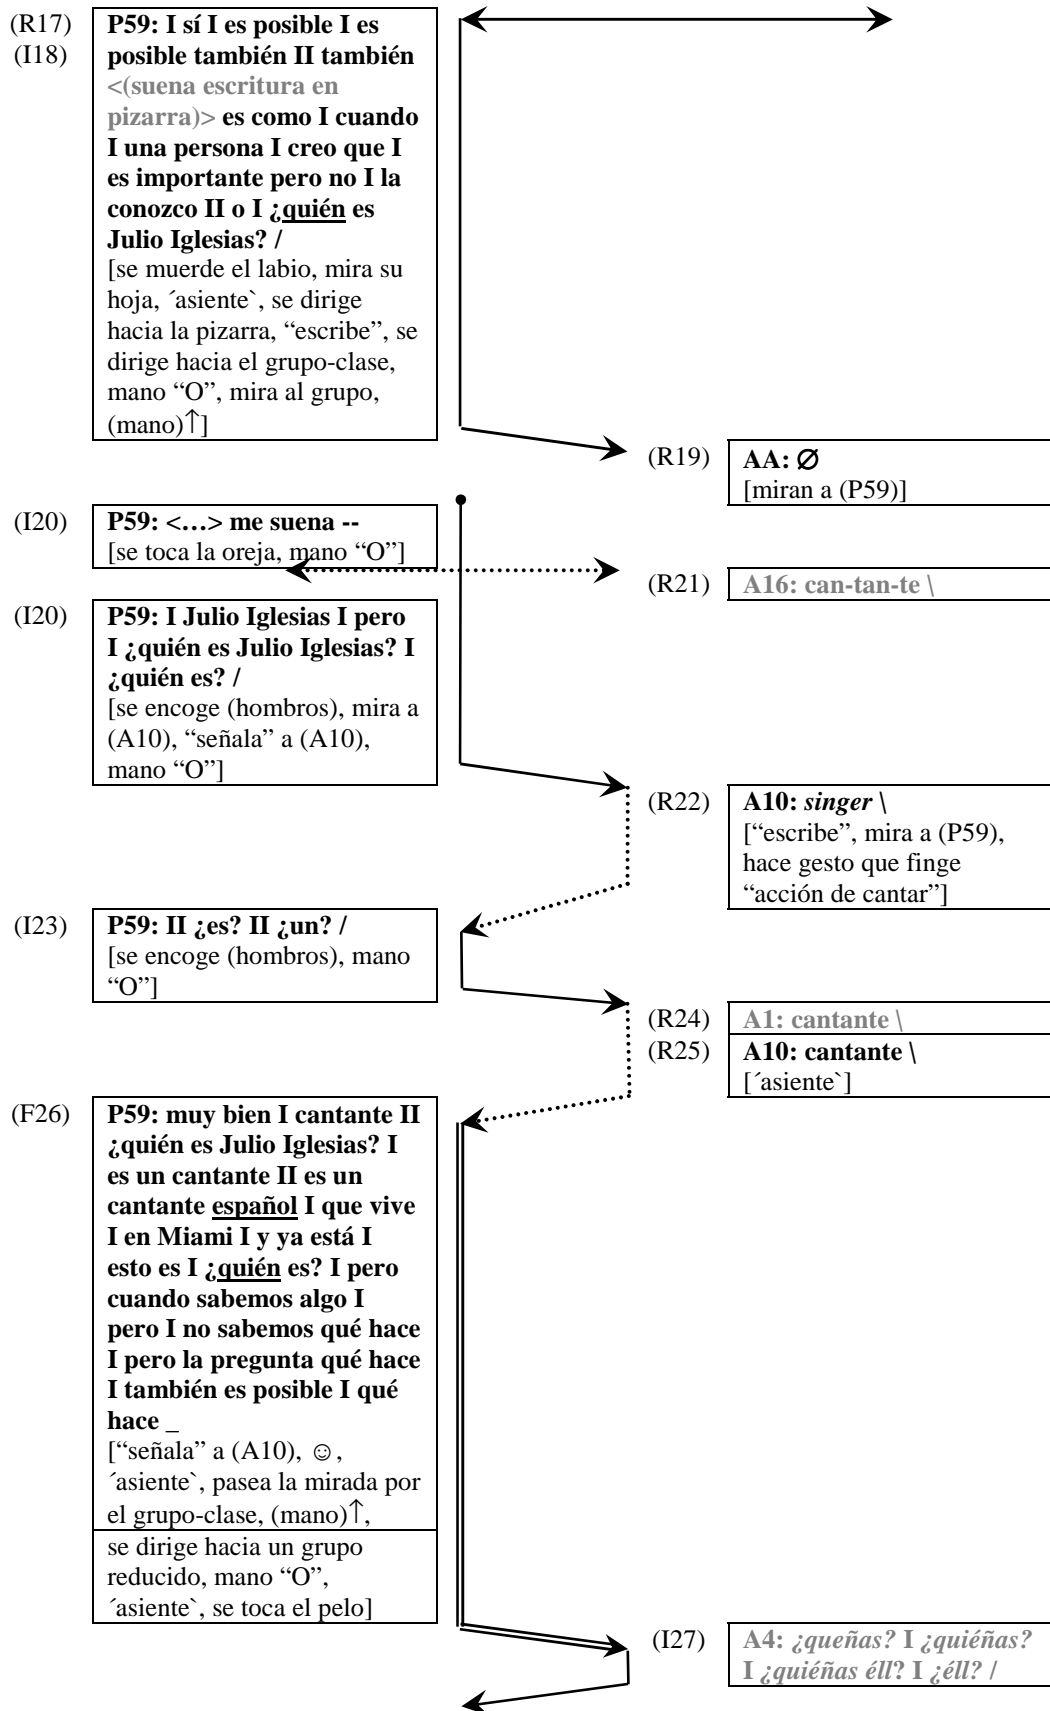 (R17) P59: I sí I es posible I es
(I18) posible también II también
<(suena escritura en
pizarra)> es como I cuando
I una persona I creo que I
es importante pero no I la
conozco II o I ¿quién es
Julio Iglesias? /
[se muerde el labio, mira su
hoja, ´asiente`, se dirige
hacia la pizarra, “escribe”, se
dirige hacia el grupo-clase,
mano “O”, mira al grupo,
(mano)↑]
(R19) AA: Ø
[miran a (P59)]
(I20) P59: <…> me suena --
[se toca la oreja, mano “O”]
(R21) A16: can-tan-te \
(I20) P59: I Julio Iglesias I pero
I ¿quién es Julio Iglesias? I
¿quién es? /
[se encoge (hombros), mira a
(A10), “señala” a (A10),
mano “O”]
(R22) A10: singer \
[“escribe”, mira a (P59),
hace gesto que finge
“acción de cantar”]
(I23) P59: II ¿es? II ¿un? /
[se encoge (hombros), mano
“O”]
(R24) A1: cantante \
(R25) A10: cantante \
[´asiente`]
(F26) P59: muy bien I cantante II
¿quién es Julio Iglesias? I
es un cantante II es un
cantante español I que vive
I en Miami I y ya está I
esto es I ¿quién es? I pero
cuando sabemos algo I
pero I no sabemos qué hace
I pero la pregunta qué hace
I también es posible I qué
hace _
[“señala” a (A10), ☺,
´asiente`, pasea la mirada por
el grupo-clase, (mano)↑,
se dirige hacia un grupo
reducido, mano “O”,
´asiente`, se toca el pelo]
(I27) A4: ¿queñas? I ¿quiéñas?
I ¿quiéñas éll? I ¿éll? /